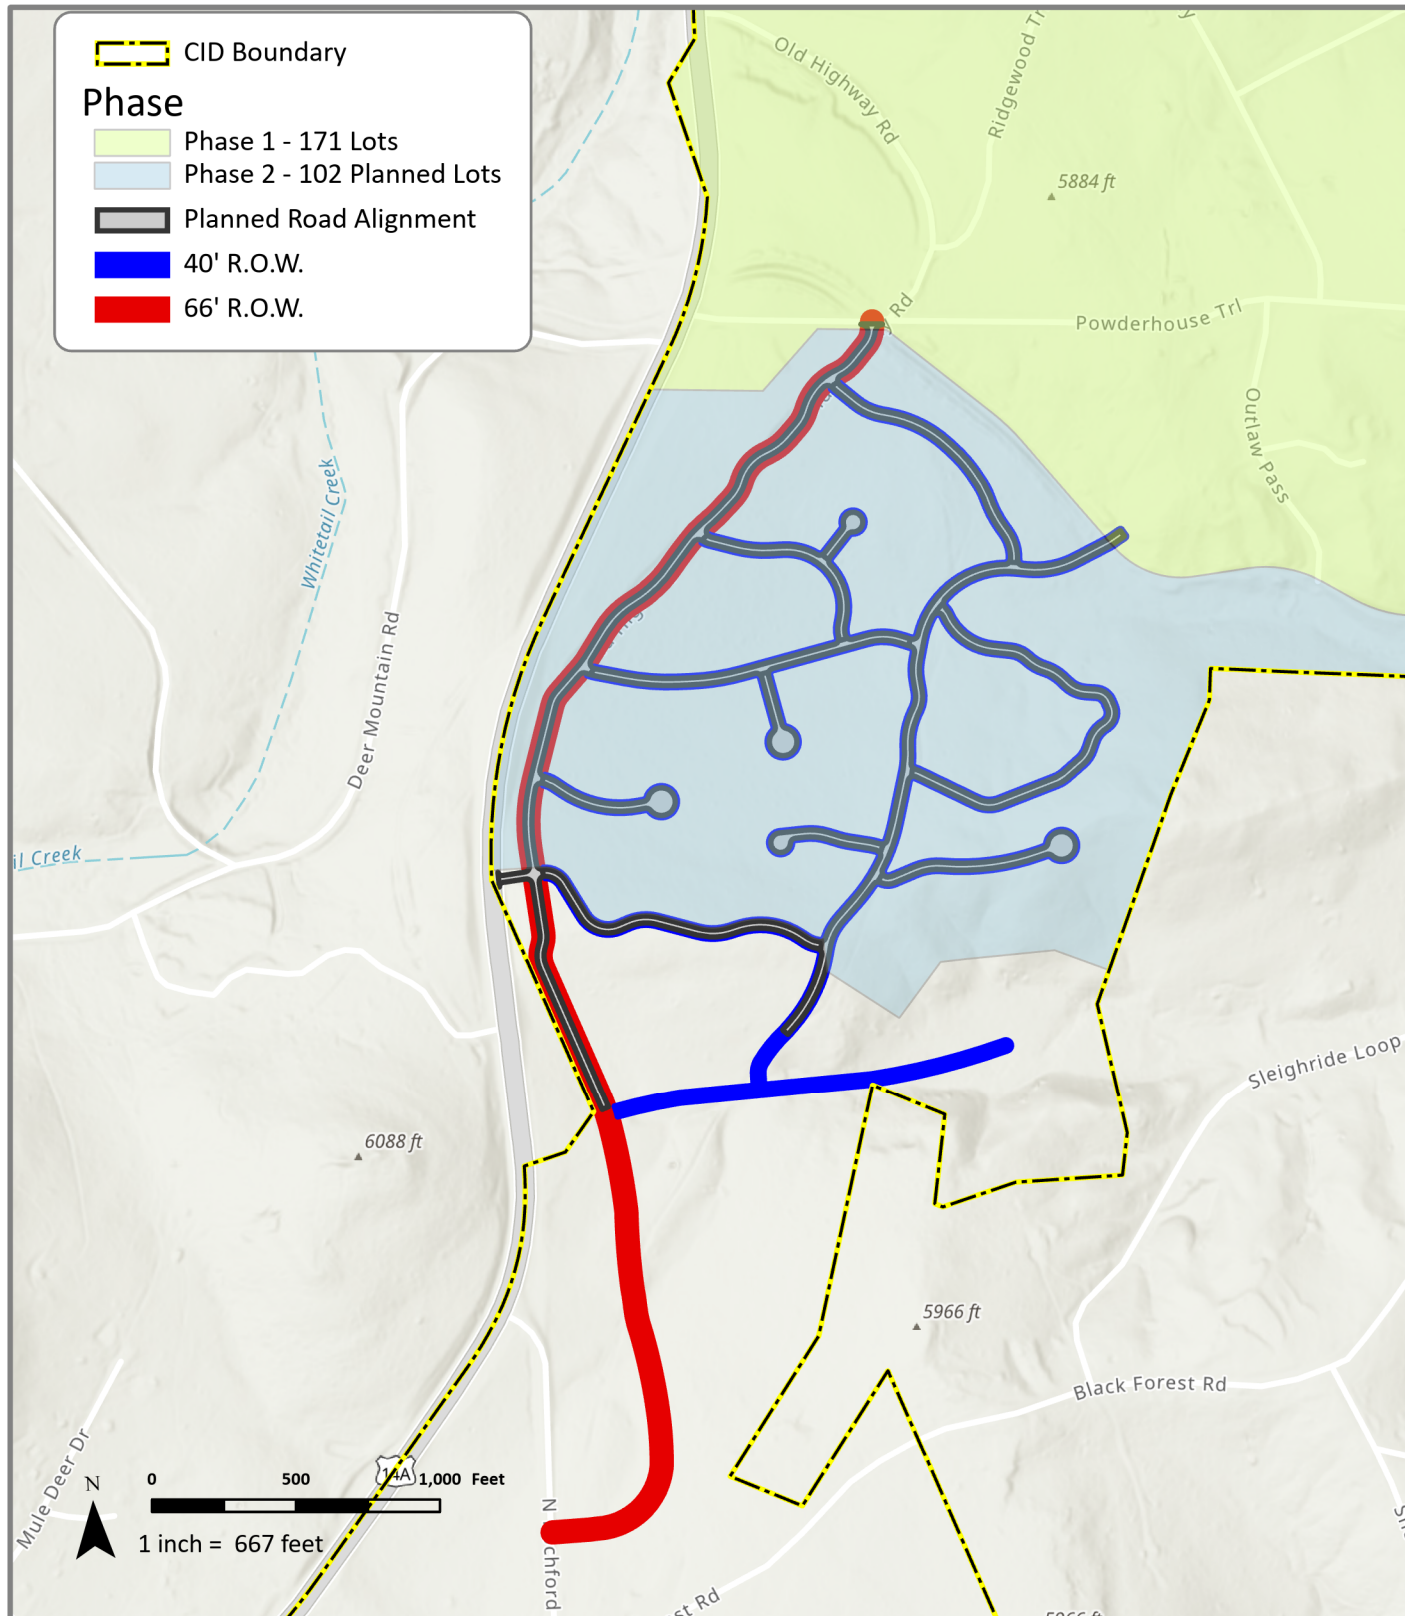 CID Boundary
Phase
Phase 1 - 171 Lots
Phase 2 - 102 Planned Lots
Planned Road Alignment
40' R.O.W.
66' R.O.W.
Old Highway Rd
Ridgewood Tr
y
5884 ft
y Rd
Powderhouse Trl
Outlaw Pass
Whitetail Creek
Deer Mountain Rd
il Creek
Sleighride Loop
6088 ft
5966 ft
Black Forest Rd
14A
Mule Deer Dr
N
0 500 1,000 Feet
1 inch = 667 feet
N
chford
st Rd